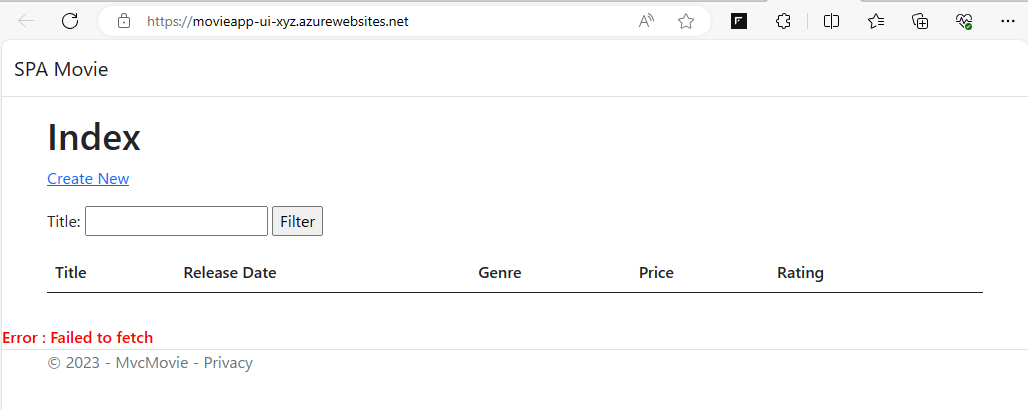 https://movieapp-ui-xyz.azurewebsites.net
SPA Movie
Index
Create New
Title: Filter
Title Release Date Genre Price Rating
Error : Failed to fetch
© 2023 - MvcMovie - Privacy